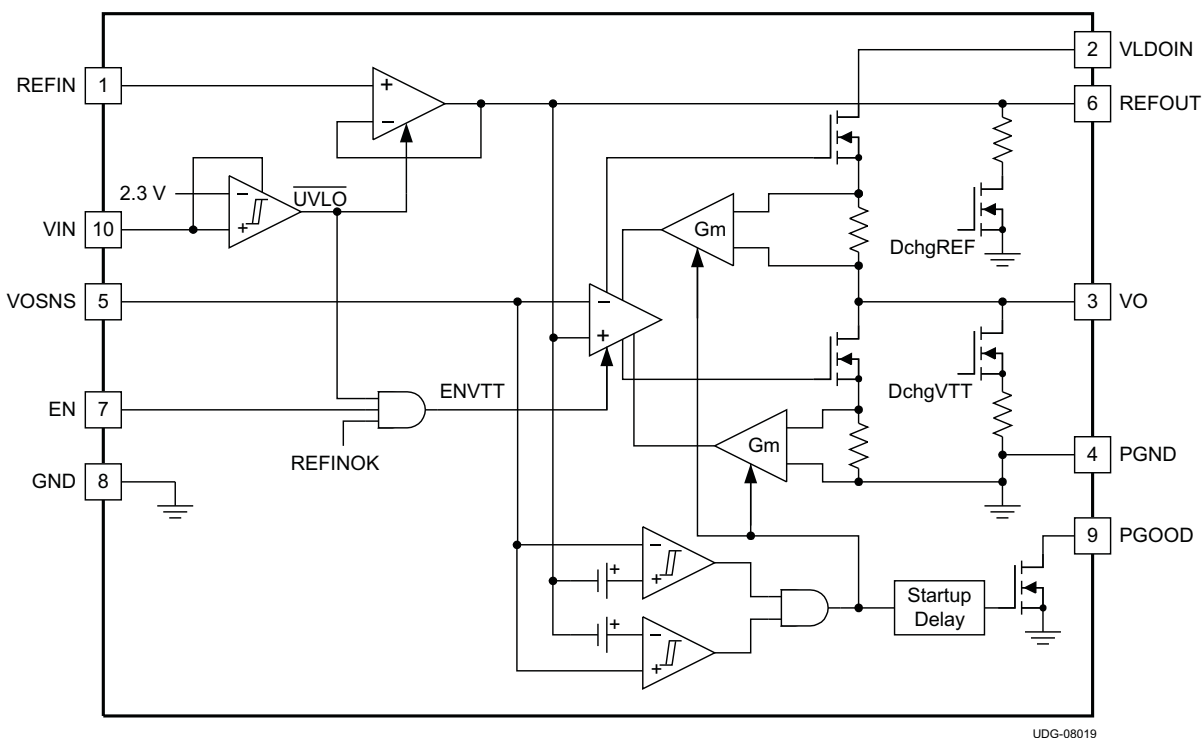 2 VLDOIN
REFIN 1
+
−
6 REFOUT
2.3 V
−
+
UVLO
VIN 10
Gm
DchgREF
VOSNS 5
−
+
3 VO
DchgVTT
EN 7
ENVTT
REFINOK
Gm
4 PGND
GND 8
9 PGOOD
−
+
+
Startup
Delay
+
−
+
UDG-08019